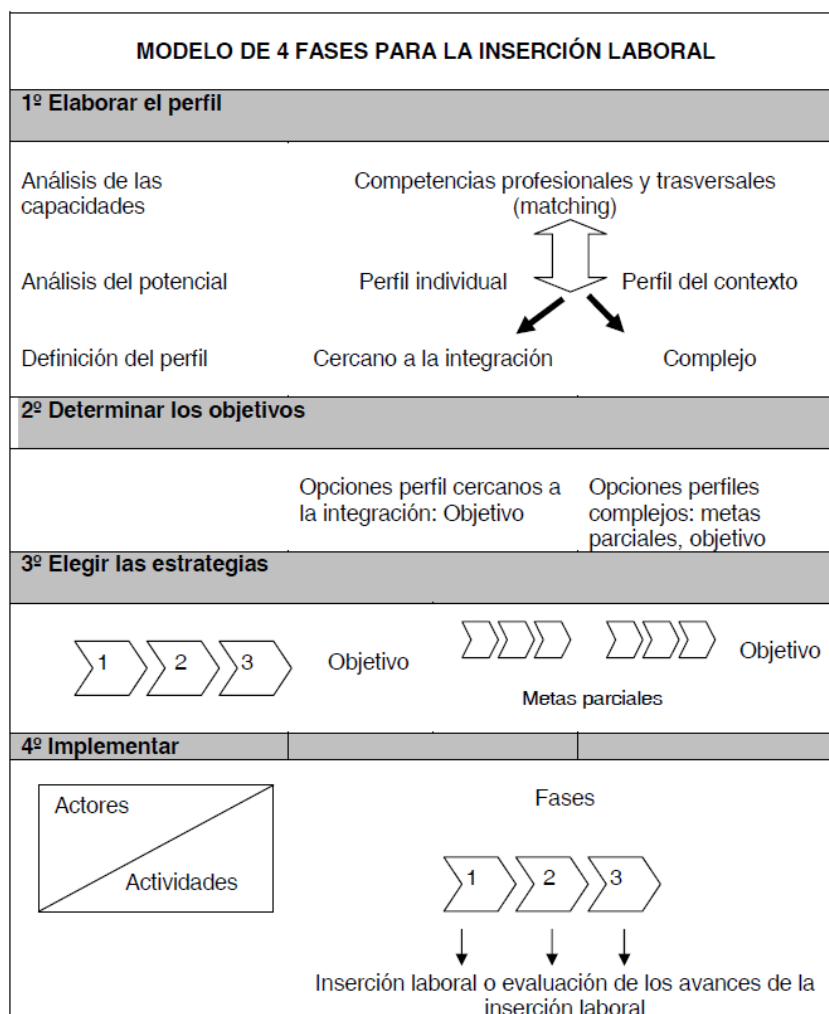 MODELO DE 4 FASES PARA LA INSERCIÓN LABORAL
1º Elaborar el perfil
Análisis de las
capacidades
Competencias profesionales y trasversales
(matching)
Análisis del potencial
Perfil individual
Perfil del contexto
Definición del perfil
Cercano a la integración
Complejo
2º Determinar los objetivos
Opciones perfil cercanos a
la integración: Objetivo
Opciones perfiles
complejos: metas
parciales, objetivo
3º Elegir las estrategias
1 2 3
Objetivo
Objetivo
Metas parciales
4º Implementar
Actores
Actividades
Fases
1 2 3
Inserción laboral o evaluación de los avances de la
inserción laboral